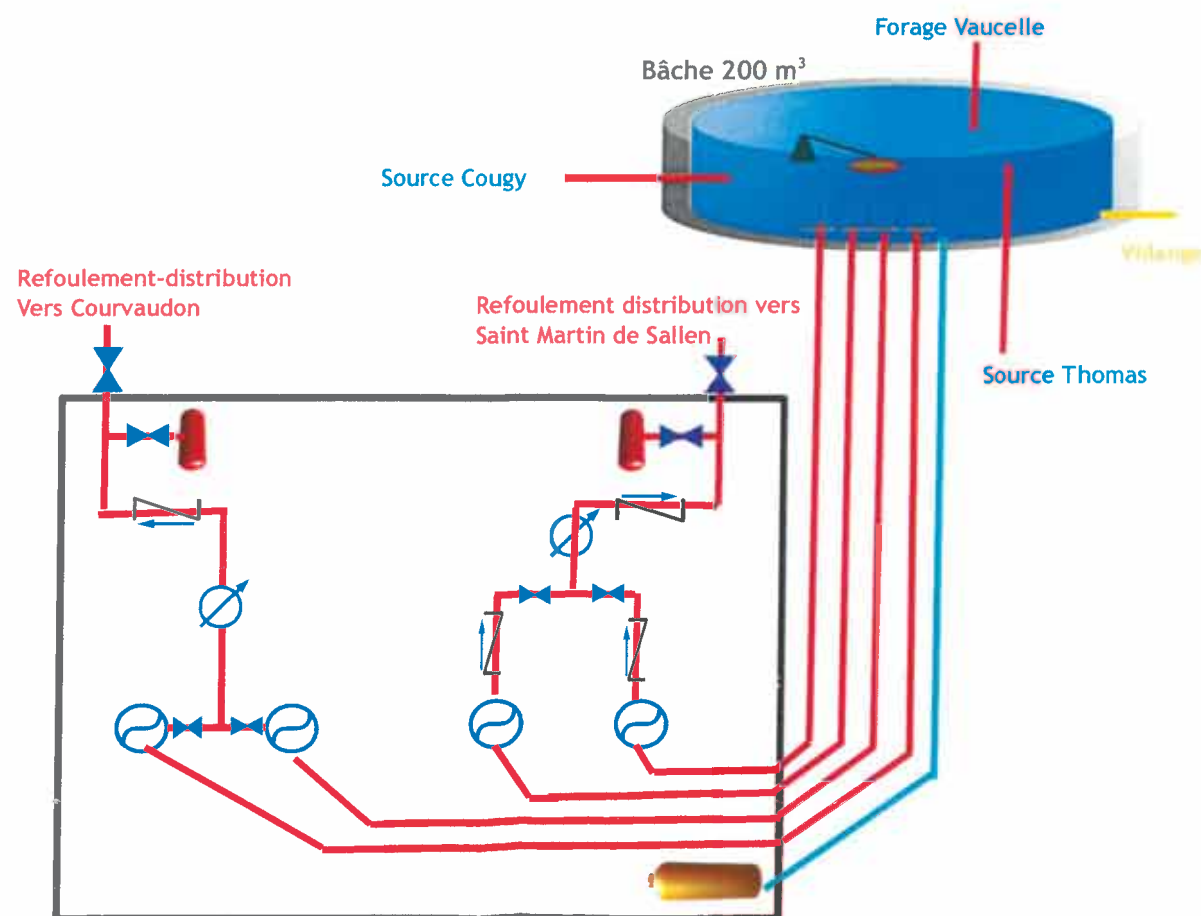 Forage Vaucelle
Bâche 200 m³
Source Cougy
Vidange
Refoulement-distribution
Vers Courvaudon
Refoulement distribution vers
Saint Martin de Sallen
Source Thomas